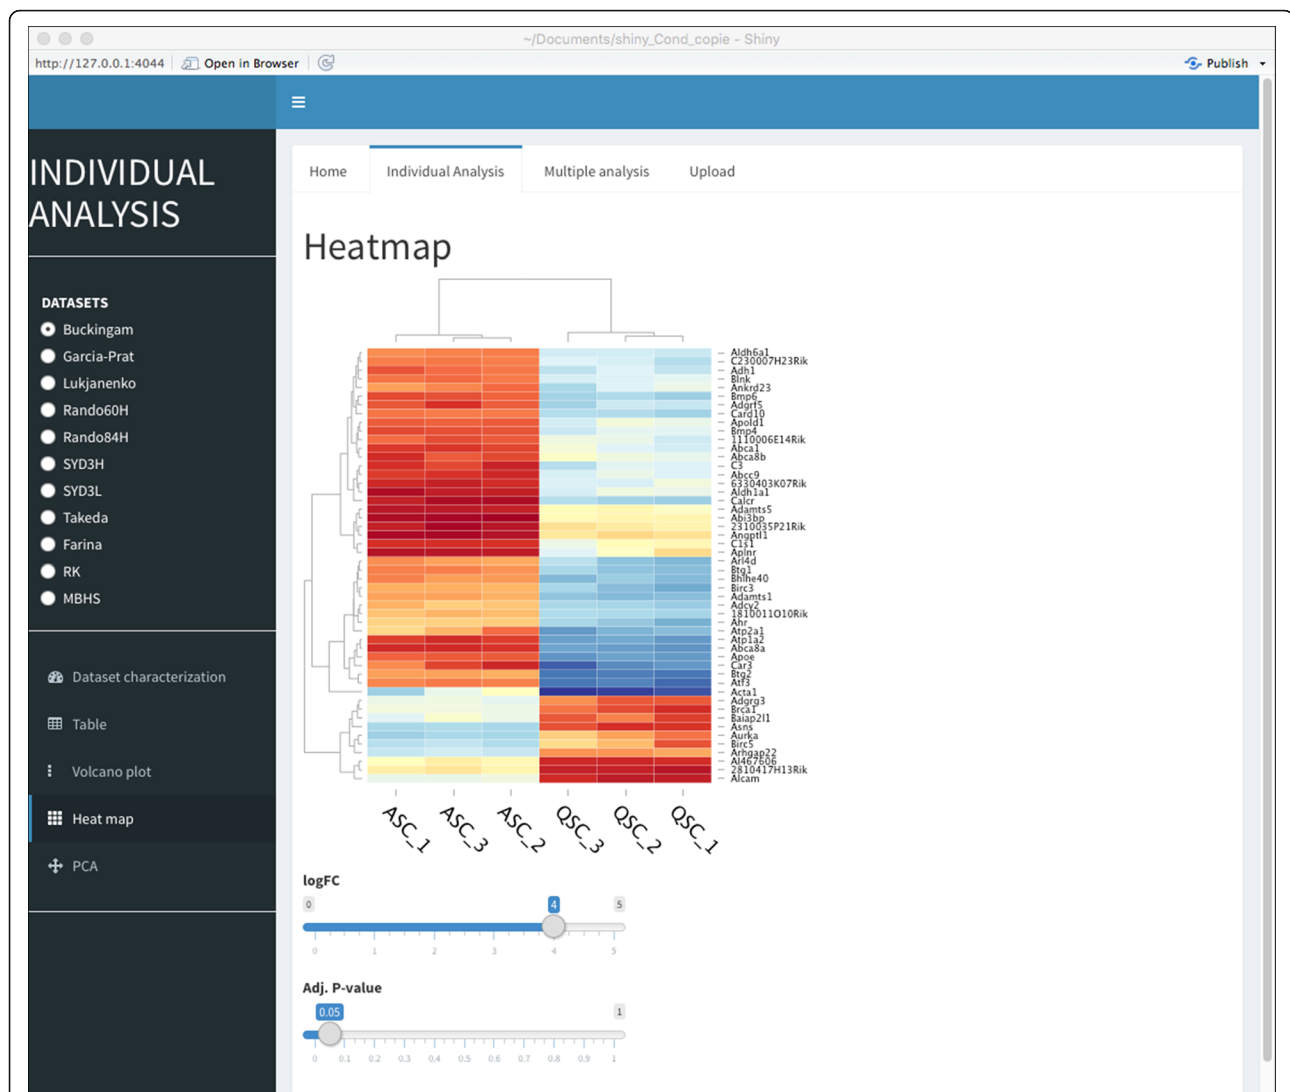 ~/Documents/shiny_Cond_copie - Shiny
http://127.0.0.1:4044
Open in Browser
Publish
INDIVIDUAL
ANALYSIS
Home
Individual Analysis
Multiple analysis
Upload
DATASETS
Buckingam
Garcia-Prat
Lukjanenko
Rando60H
Rando84H
SYD3H
SYD3L
Takeda
Farina
RK
MBHS
Dataset characterization
Table
Volcano plot
Heat map
PCA
Heatmap
Aldh6a1
C230007H23Rik
Adh1
Blnk
Ankrd23
Bmp6
Adgrf5
Card10
Apold1
Bmp4
1110006E14Rik
Abca1
Abca8b
C3
Abcc9
6330403K07Rik
Aldh1a1
Calcr
Adamts5
Abi3bp
2310035P21Rik
Angptl1
C1s1
Aplnr
Arl4d
Btg1
Bhlhe40
Birc3
Adamts1
Adcy2
1810011O10Rik
Ahr
Atp2a1
Atp1a2
Abca8a
Apoe
Car3
Btg2
Atf3
Acta1
Adgrg3
Brca1
Baiap2l1
Asns
Aurka
Birc5
Arhgap22
AI467606
2810417H13Rik
Alcam
ASC_1
ASC_3
ASC_2
QSC_3
QSC_2
QSC_1
logFC
0 4 5
0 1 2 3 4 5
Adj. P-value
0.05 1
0 0.1 0.2 0.3 0.4 0.5 0.6 0.7 0.8 0.9 1